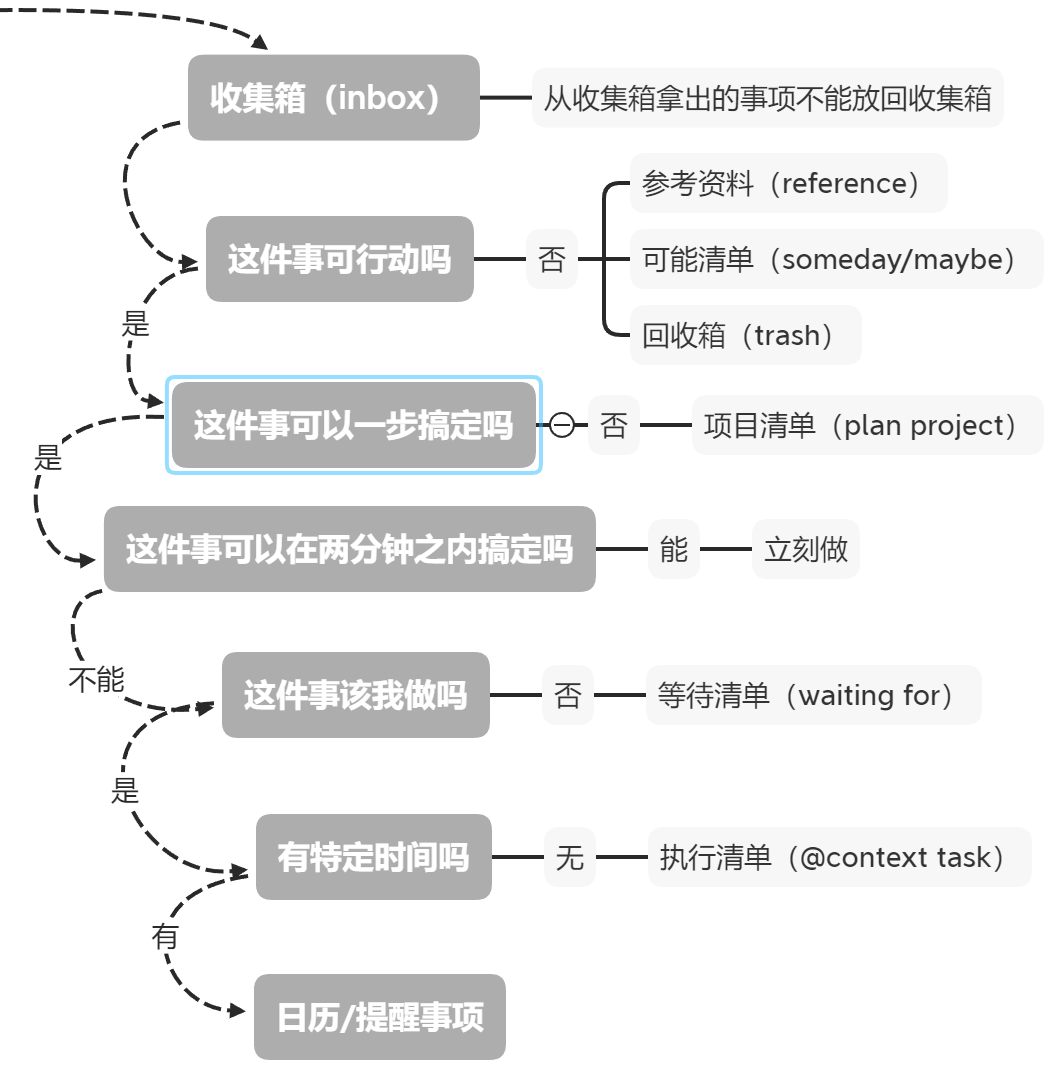 收集箱（inbox）
从收集箱拿出的事项不能放回收集箱
参考资料（reference）
这件事可行动吗
否
可能清单（someday/maybe）
回收箱（trash）
是
这件事可以一步搞定吗
否
项目清单（plan project）
是
这件事可以在两分钟之内搞定吗
能
立刻做
不能
这件事该我做吗
否
等待清单（waiting for）
是
有特定时间吗
无
执行清单（@context task）
有
日历/提醒事项